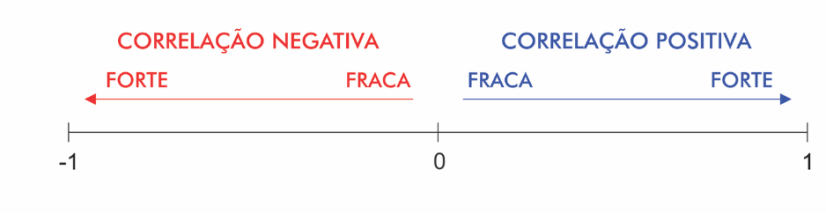 CORRELAÇÃO NEGATIVA CORRELAÇÃO POSITIVA
FORTE FRACA FRACA FORTE
-1 0 1